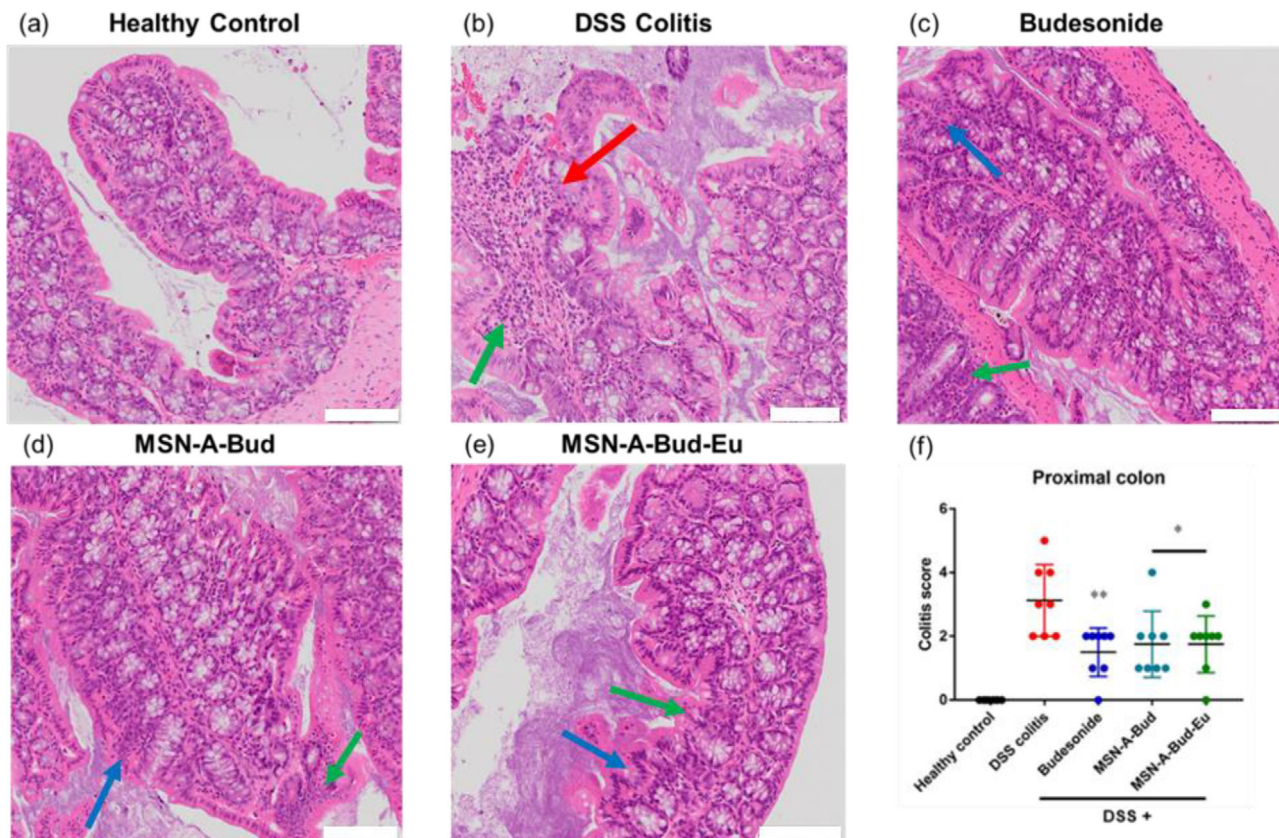 (a) Healthy Control
(b) DSS Colitis
(c) Budesonide
(d) MSN-A-Bud
(e) MSN-A-Bud-Eu
(f)
Proximal colon
*
**
Colitis score
6
4
2
0
Healthy control
DSS colitis
Budesonide
MSN-A-Bud
MSN-A-Bud-Eu
DSS +